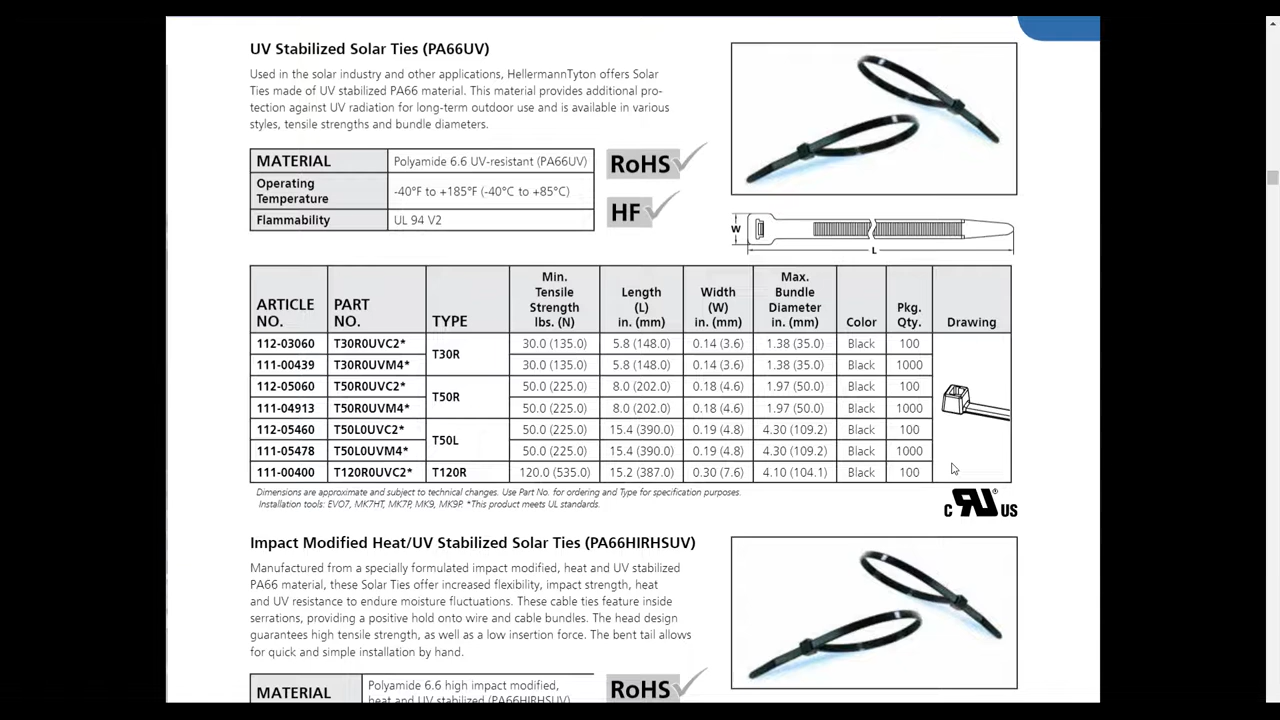 UV Stabilized Solar Ties (PA66UV)
Used in the solar industry and other applications, HellermannTyton offers Solar
Ties made of UV stabilized PA66 material. This material provides additional pro-
tection against UV radiation for long-term outdoor use and is available in various
styles, tensile strengths and bundle diameters.
MATERIAL Polyamide 6.6 UV-resistant (PA66UV)
Operating
Temperature -40°F to +185°F (-40°C to +85°C)
Flammability UL 94 V2
RoHS
HF
W
L
ARTICLE NO. PART NO. TYPE Min. Tensile Strength lbs. (N) Length (L) in. (mm) Width (W) in. (mm) Max. Bundle Diameter in. (mm) Color Pkg. Qty. Drawing
112-03060 T30R0UVC2* T30R 30.0 (135.0) 5.8 (148.0) 0.14 (3.6) 1.38 (35.0) Black 100
111-00439 T30R0UVM4* 30.0 (135.0) 5.8 (148.0) 0.14 (3.6) 1.38 (35.0) Black 1000
112-05060 T50R0UVC2* T50R 50.0 (225.0) 8.0 (202.0) 0.18 (4.6) 1.97 (50.0) Black 100
111-04913 T50R0UVM4* 50.0 (225.0) 8.0 (202.0) 0.18 (4.6) 1.97 (50.0) Black 1000
112-05460 T50L0UVC2* T50L 50.0 (225.0) 15.4 (390.0) 0.19 (4.8) 4.30 (109.2) Black 100
111-05478 T50L0UVM4* 50.0 (225.0) 15.4 (390.0) 0.19 (4.8) 4.30 (109.2) Black 1000
111-00400 T120R0UVC2* T120R 120.0 (535.0) 15.2 (387.0) 0.30 (7.6) 4.10 (104.1) Black 100
Dimensions are approximate and subject to technical changes. Use Part No. for ordering and Type for specification purposes.
Installation tools: EVO7, MK7HT, MK7P, MK9, MK9P. *This product meets UL standards.
C RU® US
Impact Modified Heat/UV Stabilized Solar Ties (PA66HIRHSUV)
Manufactured from a specially formulated impact modified, heat and UV stabilized
PA66 material, these Solar Ties offer increased flexibility, impact strength, heat
and UV resistance to endure moisture fluctuations. These cable ties feature inside
serrations, providing a positive hold onto wire and cable bundles. The head design
guarantees high tensile strength, as well as a low insertion force. The bent tail allows
for quick and simple installation by hand.
MATERIAL Polyamide 6.6 high impact modified,
heat and UV stabilized (PA66HIRHSUV)
RoHS